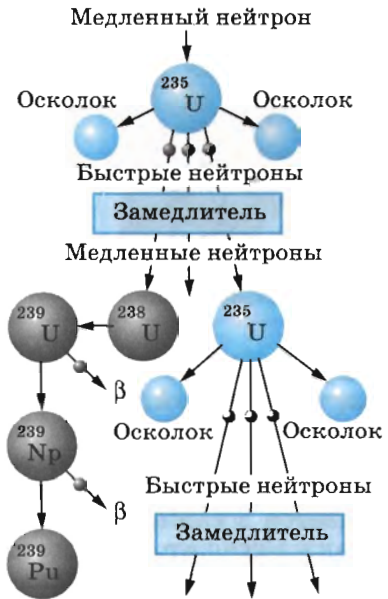 Медленный нейтрон
235
U
Осколок
Осколок
Быстрые нейтроны
Замедлитель
Медленные нейтроны
239
U
238
U
235
U
β
Осколок
Осколок
239
Np
β
Быстрые нейтроны
Замедлитель
239
Pu